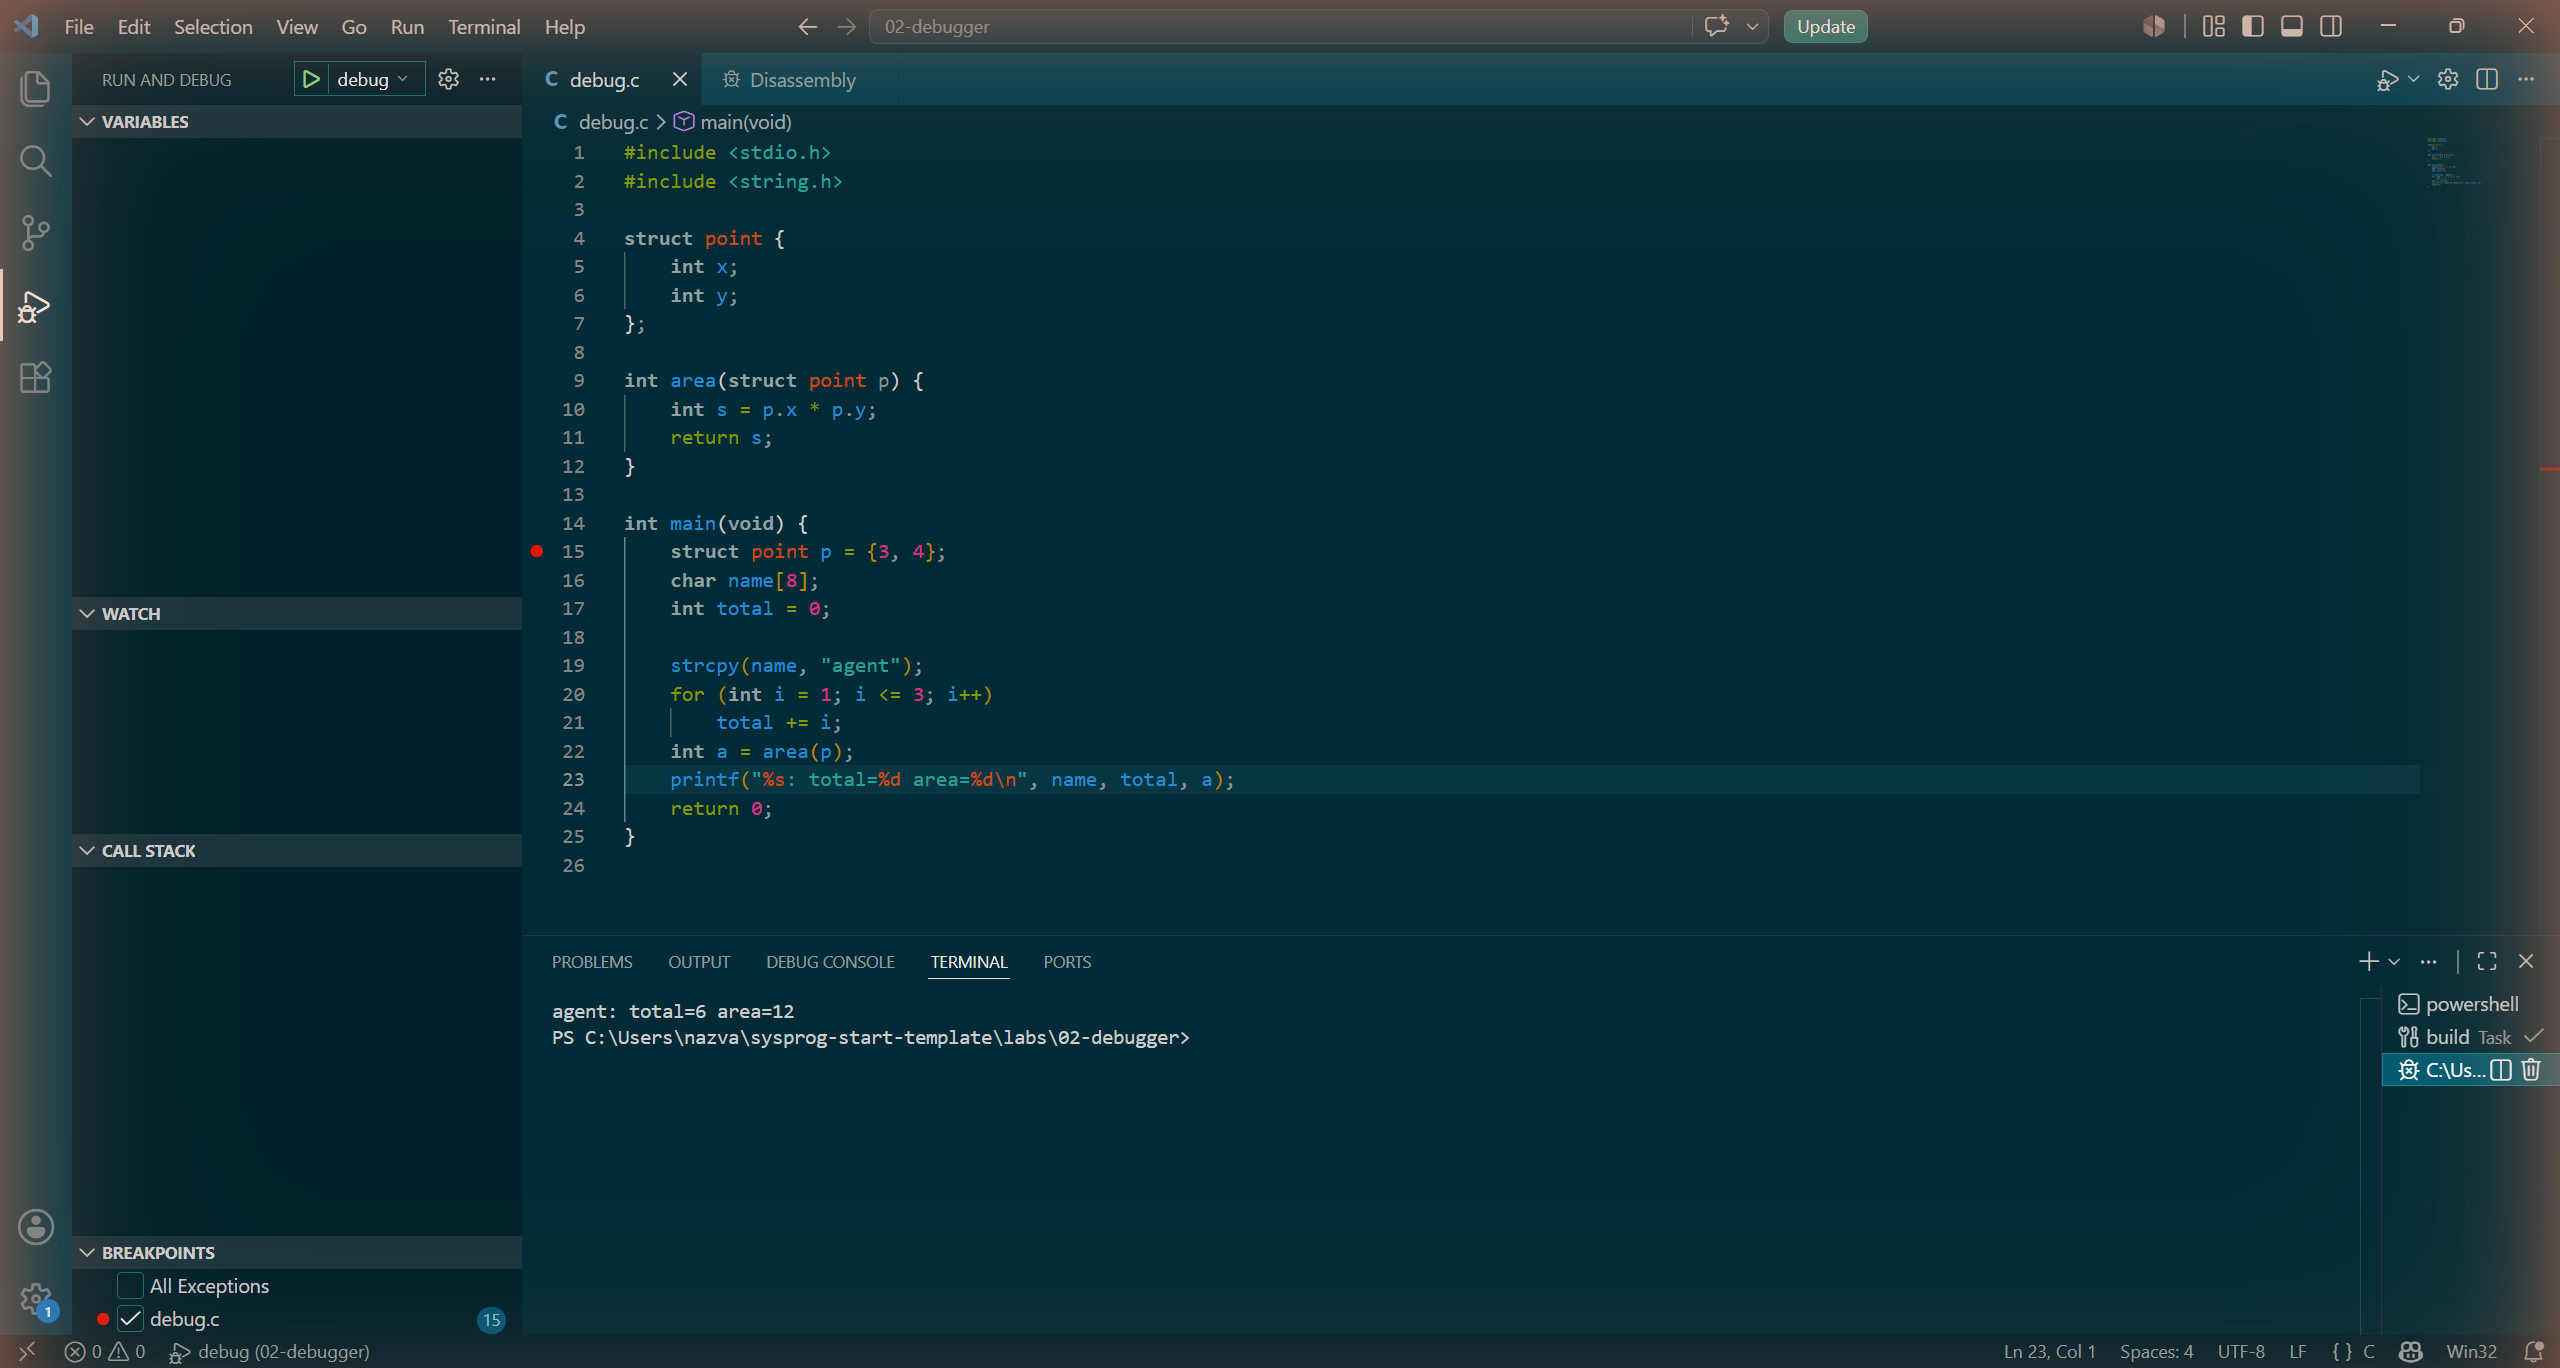 File Edit Selection View Go Run Terminal Help 02-debugger Update
RUN AND DEBUG debug
VARIABLES
WATCH
CALL STACK
BREAKPOINTS
All Exceptions
debug.c 15
1
debug.c Disassembly
debug.c main(void)
1 #include <stdio.h>
2 #include <string.h>
3
4 struct point {
5     int x;
6     int y;
7 };
8
9 int area(struct point p) {
10     int s = p.x * p.y;
11     return s;
12 }
13
14 int main(void) {
15     struct point p = {3, 4};
16     char name[8];
17     int total = 0;
18
19     strcpy(name, "agent");
20     for (int i = 1; i <= 3; i++)
21         total += i;
22     int a = area(p);
23     printf("%s: total=%d area=%d\n", name, total, a);
24     return 0;
25 }
26
PROBLEMS OUTPUT DEBUG CONSOLE TERMINAL PORTS
agent: total=6 area=12
PS C:\Users\nazva\sysprog-start-template\labs\02-debugger>
powershell
build Task
C:\Us...
0 0 debug (02-debugger) Ln 23, Col 1 Spaces: 4 UTF-8 LF { } C Win32